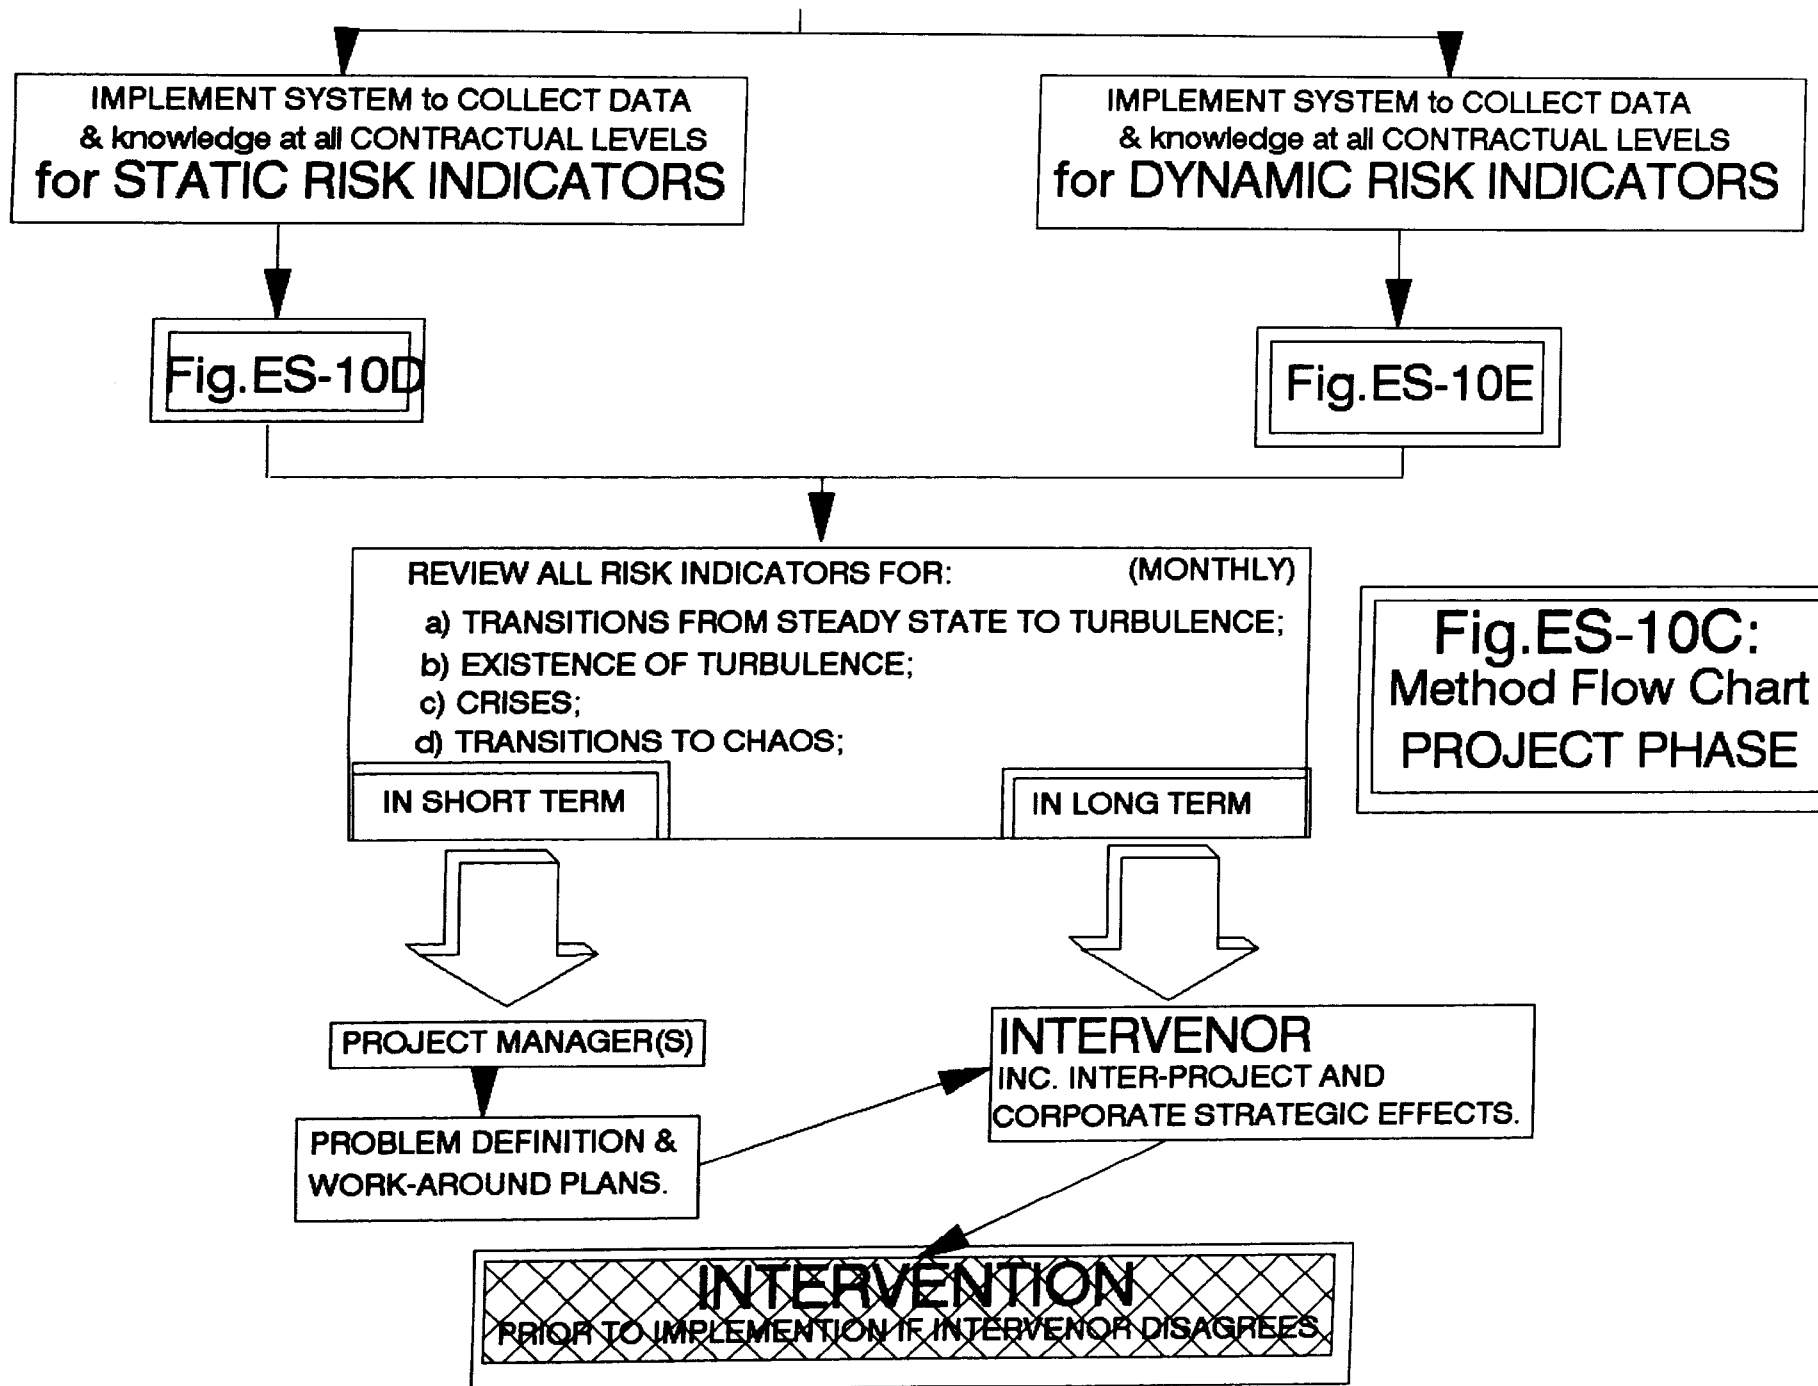 IMPLEMENT SYSTEM to COLLECT DATA
& knowledge at all CONTRACTUAL LEVELS
for STATIC RISK INDICATORS
IMPLEMENT SYSTEM to COLLECT DATA
& knowledge at all CONTRACTUAL LEVELS
for DYNAMIC RISK INDICATORS
Fig.ES-10D
Fig.ES-10E
REVIEW ALL RISK INDICATORS FOR: (MONTHLY)
a) TRANSITIONS FROM STEADY STATE TO TURBULENCE;
b) EXISTENCE OF TURBULENCE;
c) CRISES;
d) TRANSITIONS TO CHAOS;
IN SHORT TERM
IN LONG TERM
Fig.ES-10C:
Method Flow Chart
PROJECT PHASE
PROJECT MANAGER(S)
PROBLEM DEFINITION &
WORK-AROUND PLANS.
INTERVENOR
INC. INTER-PROJECT AND
CORPORATE STRATEGIC EFFECTS.
INTERVENTION
PRIOR TO IMPLEMENTION IF INTERVENOR DISAGREES